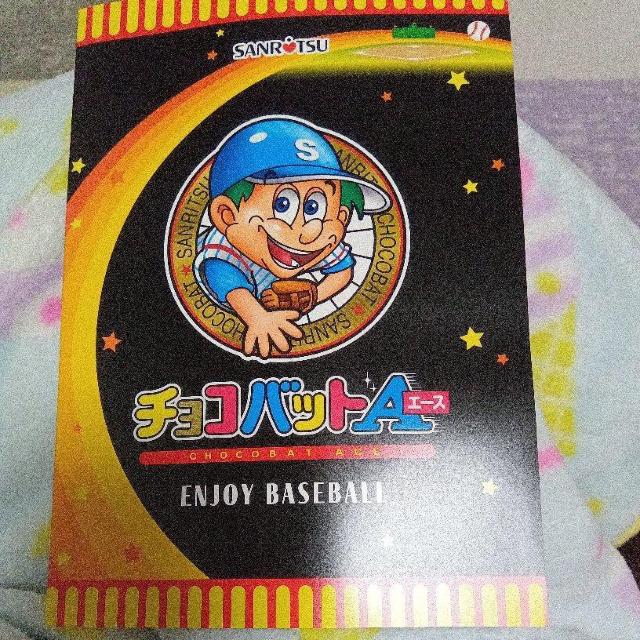 SANRITSU
S
SANRITSU CHOCOBAT SANRITSU CHOCOBAT
チョコバットA エース
CHOCOBAT ACE
ENJOY BASEBALL